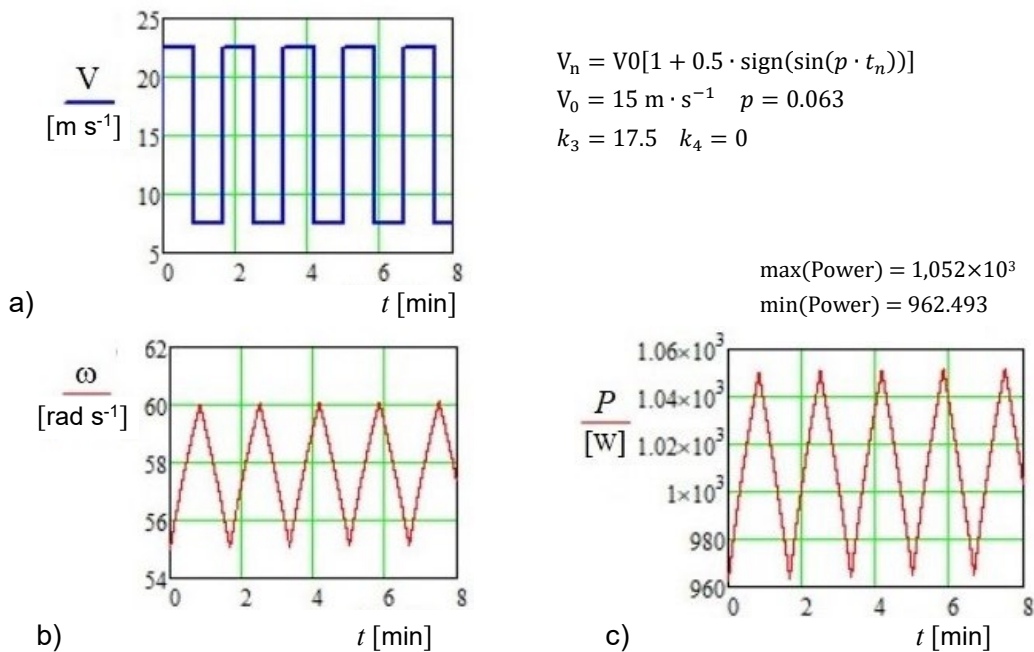 25
20
15
10
5
V
[m s⁻¹]
0 2 4 6 8
t [min]
a)
Vₙ = V0[1 + 0.5 · sign(sin(p · tₙ))]
V₀ = 15 m · s⁻¹ p = 0.063
k₃ = 17.5 k₄ = 0
max(Power) = 1,052×10³
min(Power) = 962.493
62
60
58
56
54
ω
[rad s⁻¹]
0 2 4 6 8
b) t [min]
1.06×10³
1.04×10³
1.02×10³
1×10³
980
960
P
[W]
0 2 4 6 8
c) t [min]